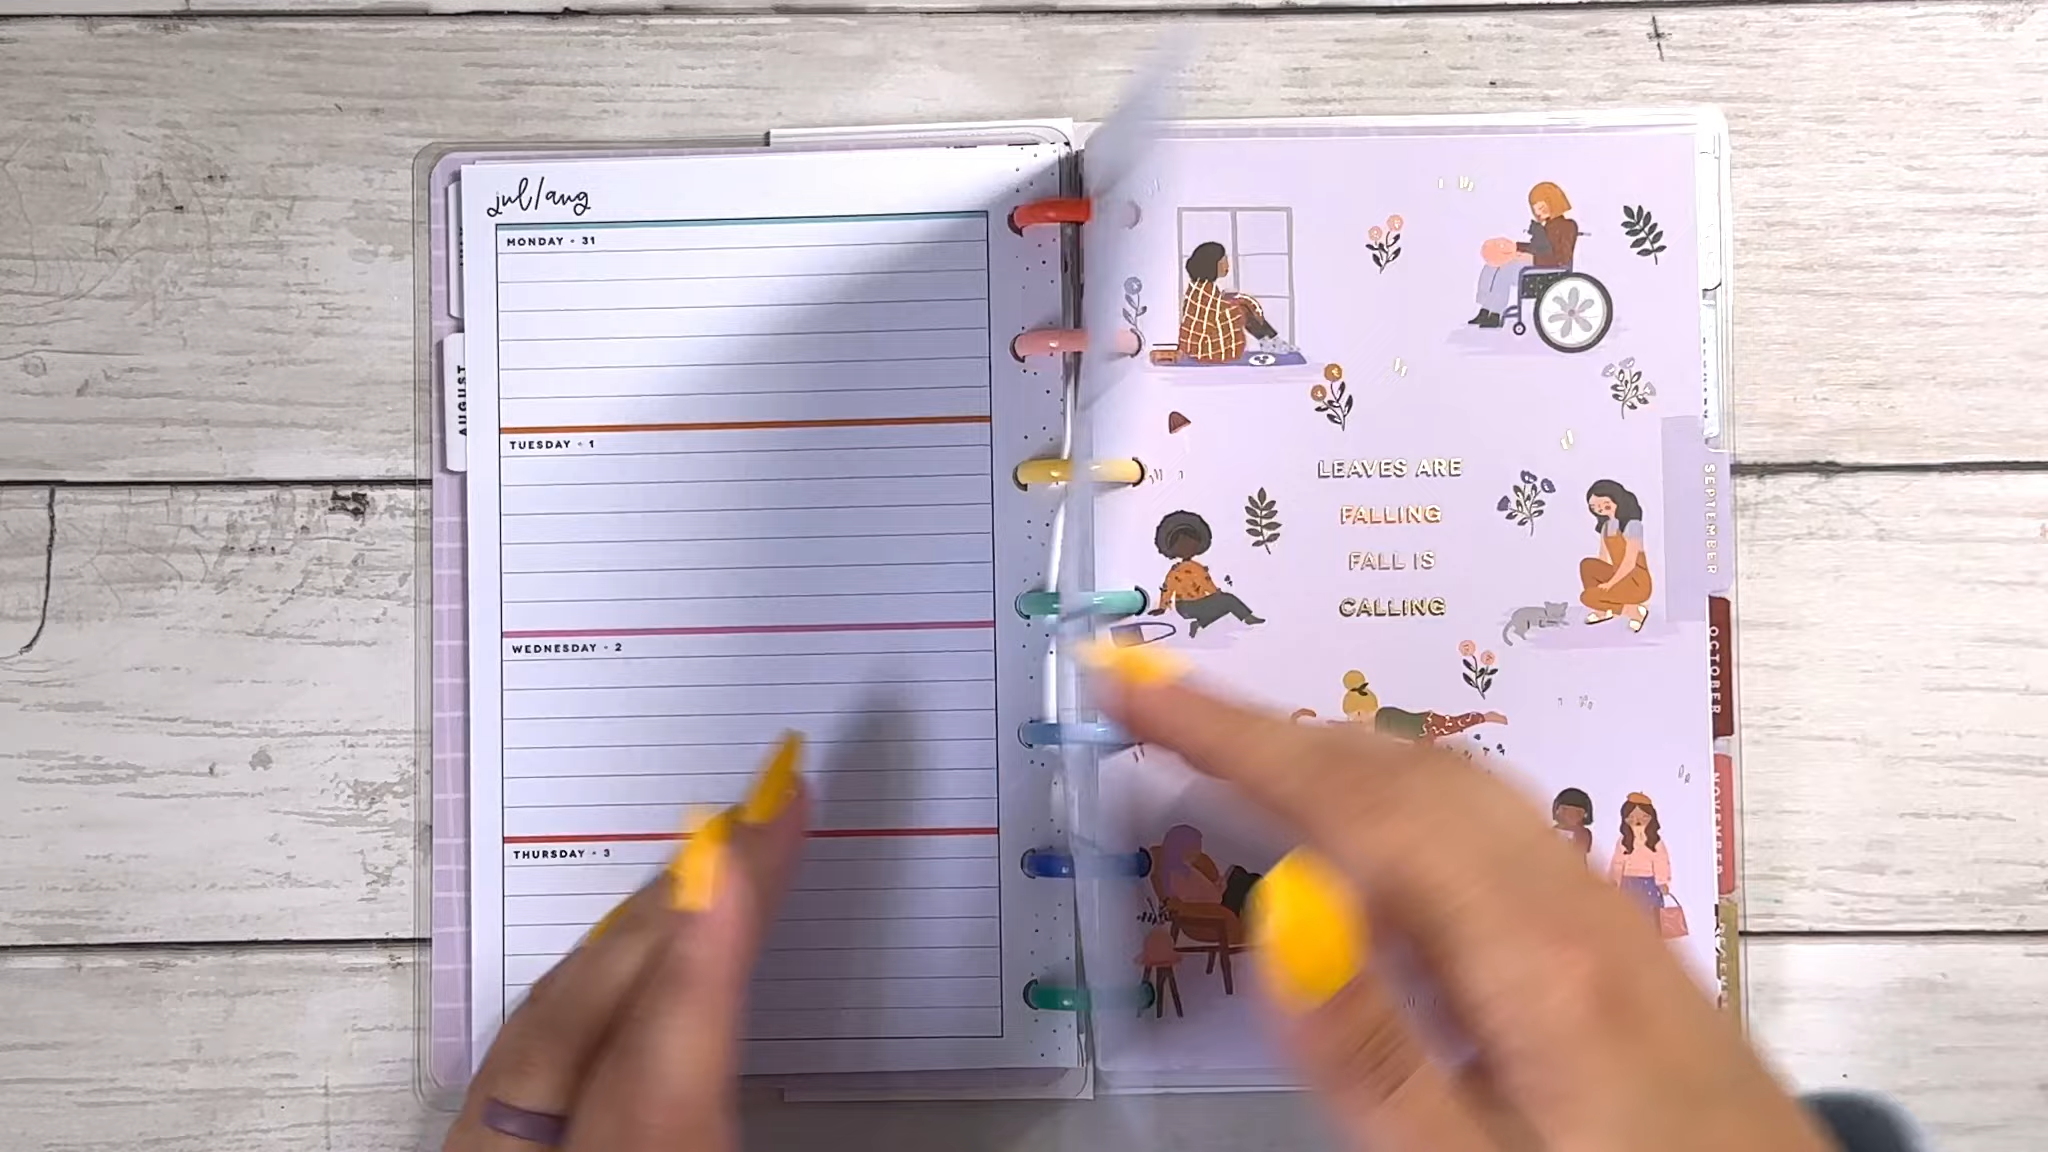 jul/aug
MONDAY • 31
TUESDAY • 1
WEDNESDAY • 2
THURSDAY • 3
AUGUST
LEAVES ARE
FALLING
FALL IS
CALLING
SEPTEMBER
OCTOBER
NOVEMBER